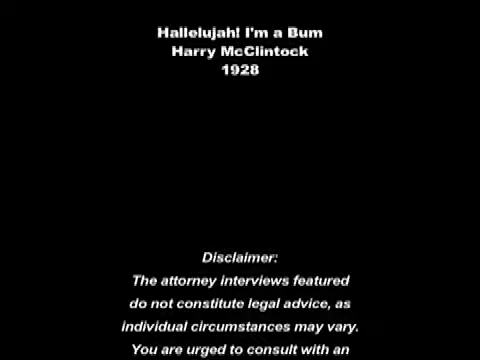 Hallelujah! I'm a Bum
Harry McClintock
1928
Disclaimer:
The attorney interviews featured
do not constitute legal advice, as
individual circumstances may vary.
You are urged to consult with an